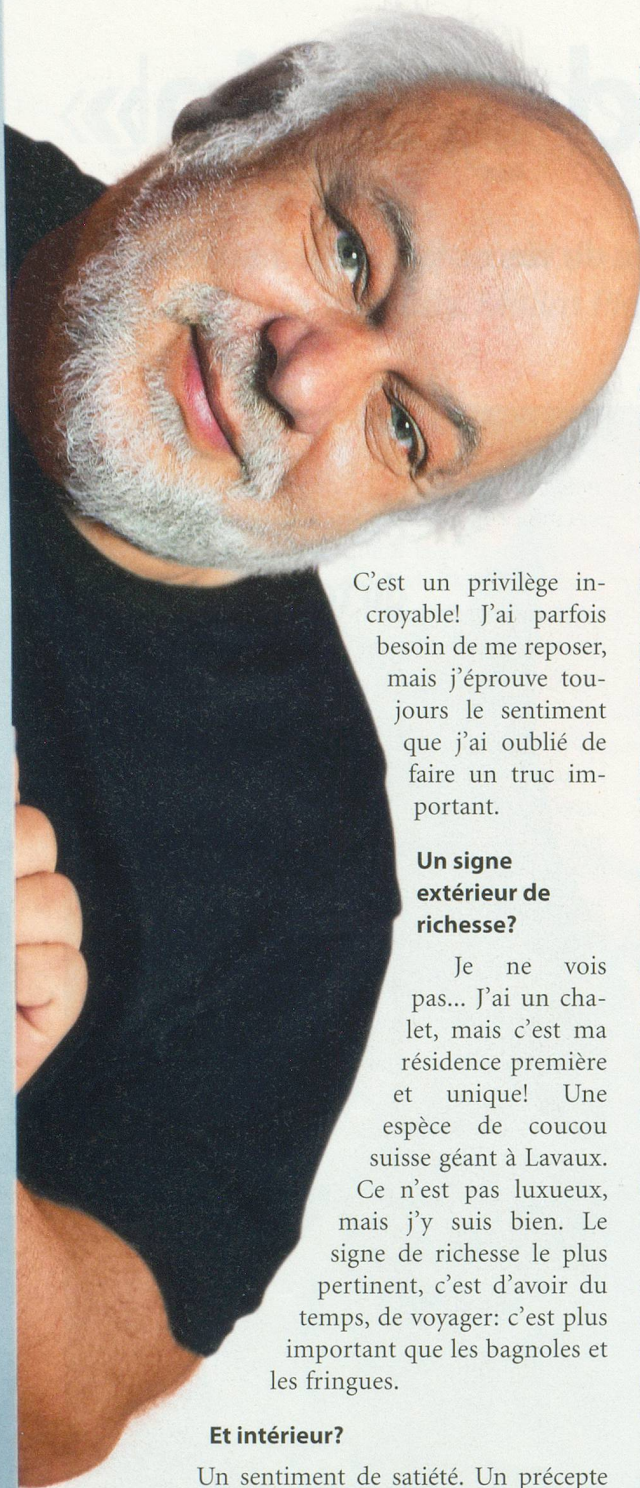 C'est un privilège in-
croyable! J'ai parfois
besoin de me reposer,
mais j'éprouve tou-
jours le sentiment
que j'ai oublié de
faire un truc im-
portant.
Un signe
extérieur de
richesse?
Je ne vois
pas... J'ai un cha-
let, mais c'est ma
résidence première
et unique! Une
espèce de coucou
suisse géant à Lavaux.
Ce n'est pas luxueux,
mais j'y suis bien. Le
signe de richesse le plus
pertinent, c'est d'avoir du
temps, de voyager: c'est plus
important que les bagnoles et
les fringues.
Et intérieur?
Un sentiment de satiété. Un précepte